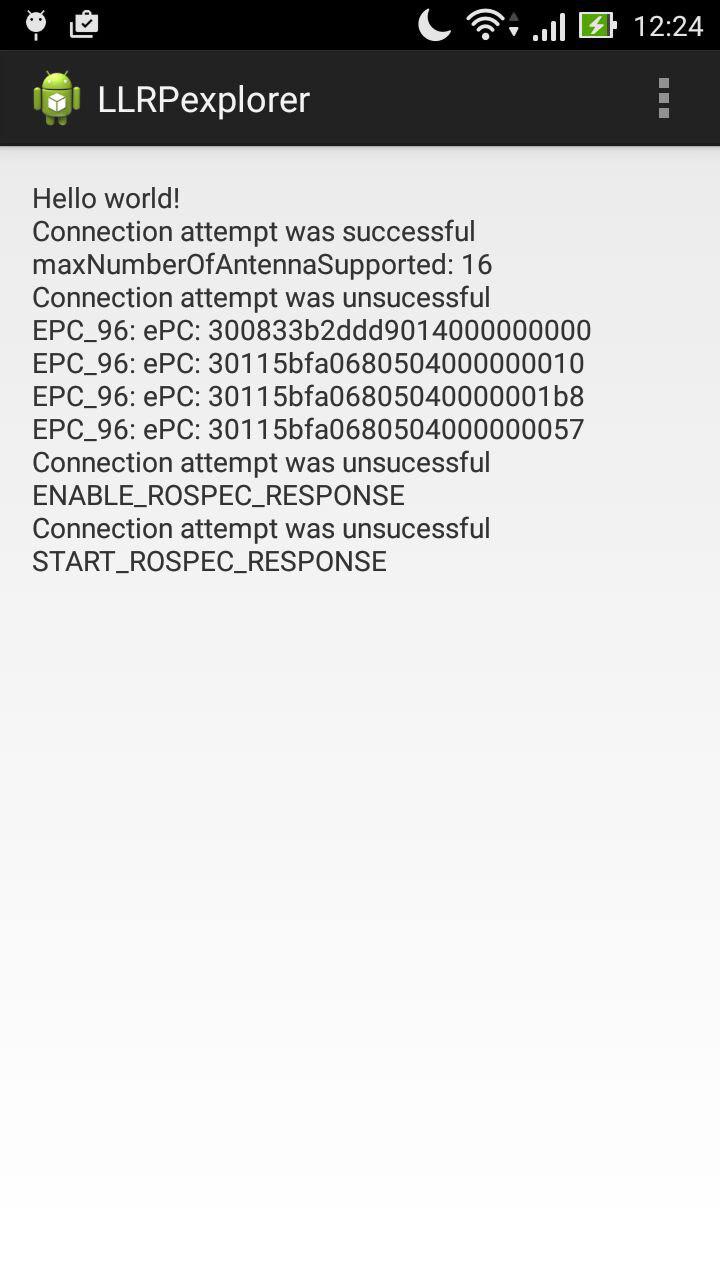 12:24
LLRPexplorer
Hello world!
Connection attempt was successful
maxNumberOfAntennaSupported: 16
Connection attempt was unsucessful
EPC_96: ePC: 300833b2ddd9014000000000
EPC_96: ePC: 30115bfa0680504000000010
EPC_96: ePC: 30115bfa06805040000001b8
EPC_96: ePC: 30115bfa0680504000000057
Connection attempt was unsucessful
ENABLE_ROSPEC_RESPONSE
Connection attempt was unsucessful
START_ROSPEC_RESPONSE